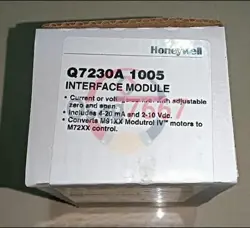 Honeywell
Q7230A 1005
INTERFACE MODULE
• Current or voltage with adjustable
zero and span.
• Includes 4-20 mA and 2-10 Vdc.
• Converts M91XX Modutrol IV™ motors to
M72XX control.